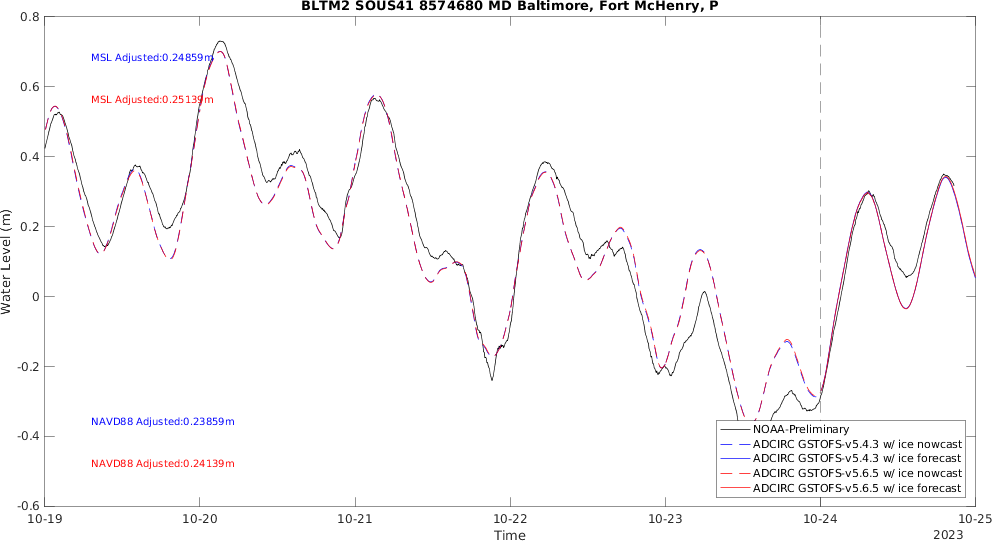 BLTM2 SOUS41 8574680 MD Baltimore, Fort McHenry, P
0.8
0.6
0.4
0.2
0
-0.2
-0.4
-0.6
Water Level (m)
MSL Adjusted:0.24859m
MSL Adjusted:0.25139m
NAVD88 Adjusted:0.23859m
NAVD88 Adjusted:0.24139m
NOAA-Preliminary
ADCIRC GSTOFS-v5.4.3 w/ ice nowcast
ADCIRC GSTOFS-v5.4.3 w/ ice forecast
ADCIRC GSTOFS-v5.6.5 w/ ice nowcast
ADCIRC GSTOFS-v5.6.5 w/ ice forecast
10-19 10-20 10-21 10-22 10-23 10-24 10-25
Time
2023